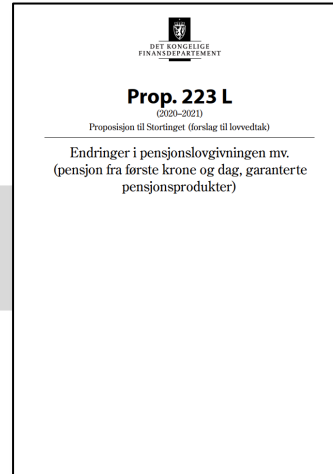 DET KONGELIGE
FINANSDEPARTEMENT
Prop. 223 L
(2020–2021)
Proposisjon til Stortinget (forslag til lovvedtak)
Endringer i pensjonslovgivningen mv.
(pensjon fra første krone og dag, garanterte
pensjonsprodukter)